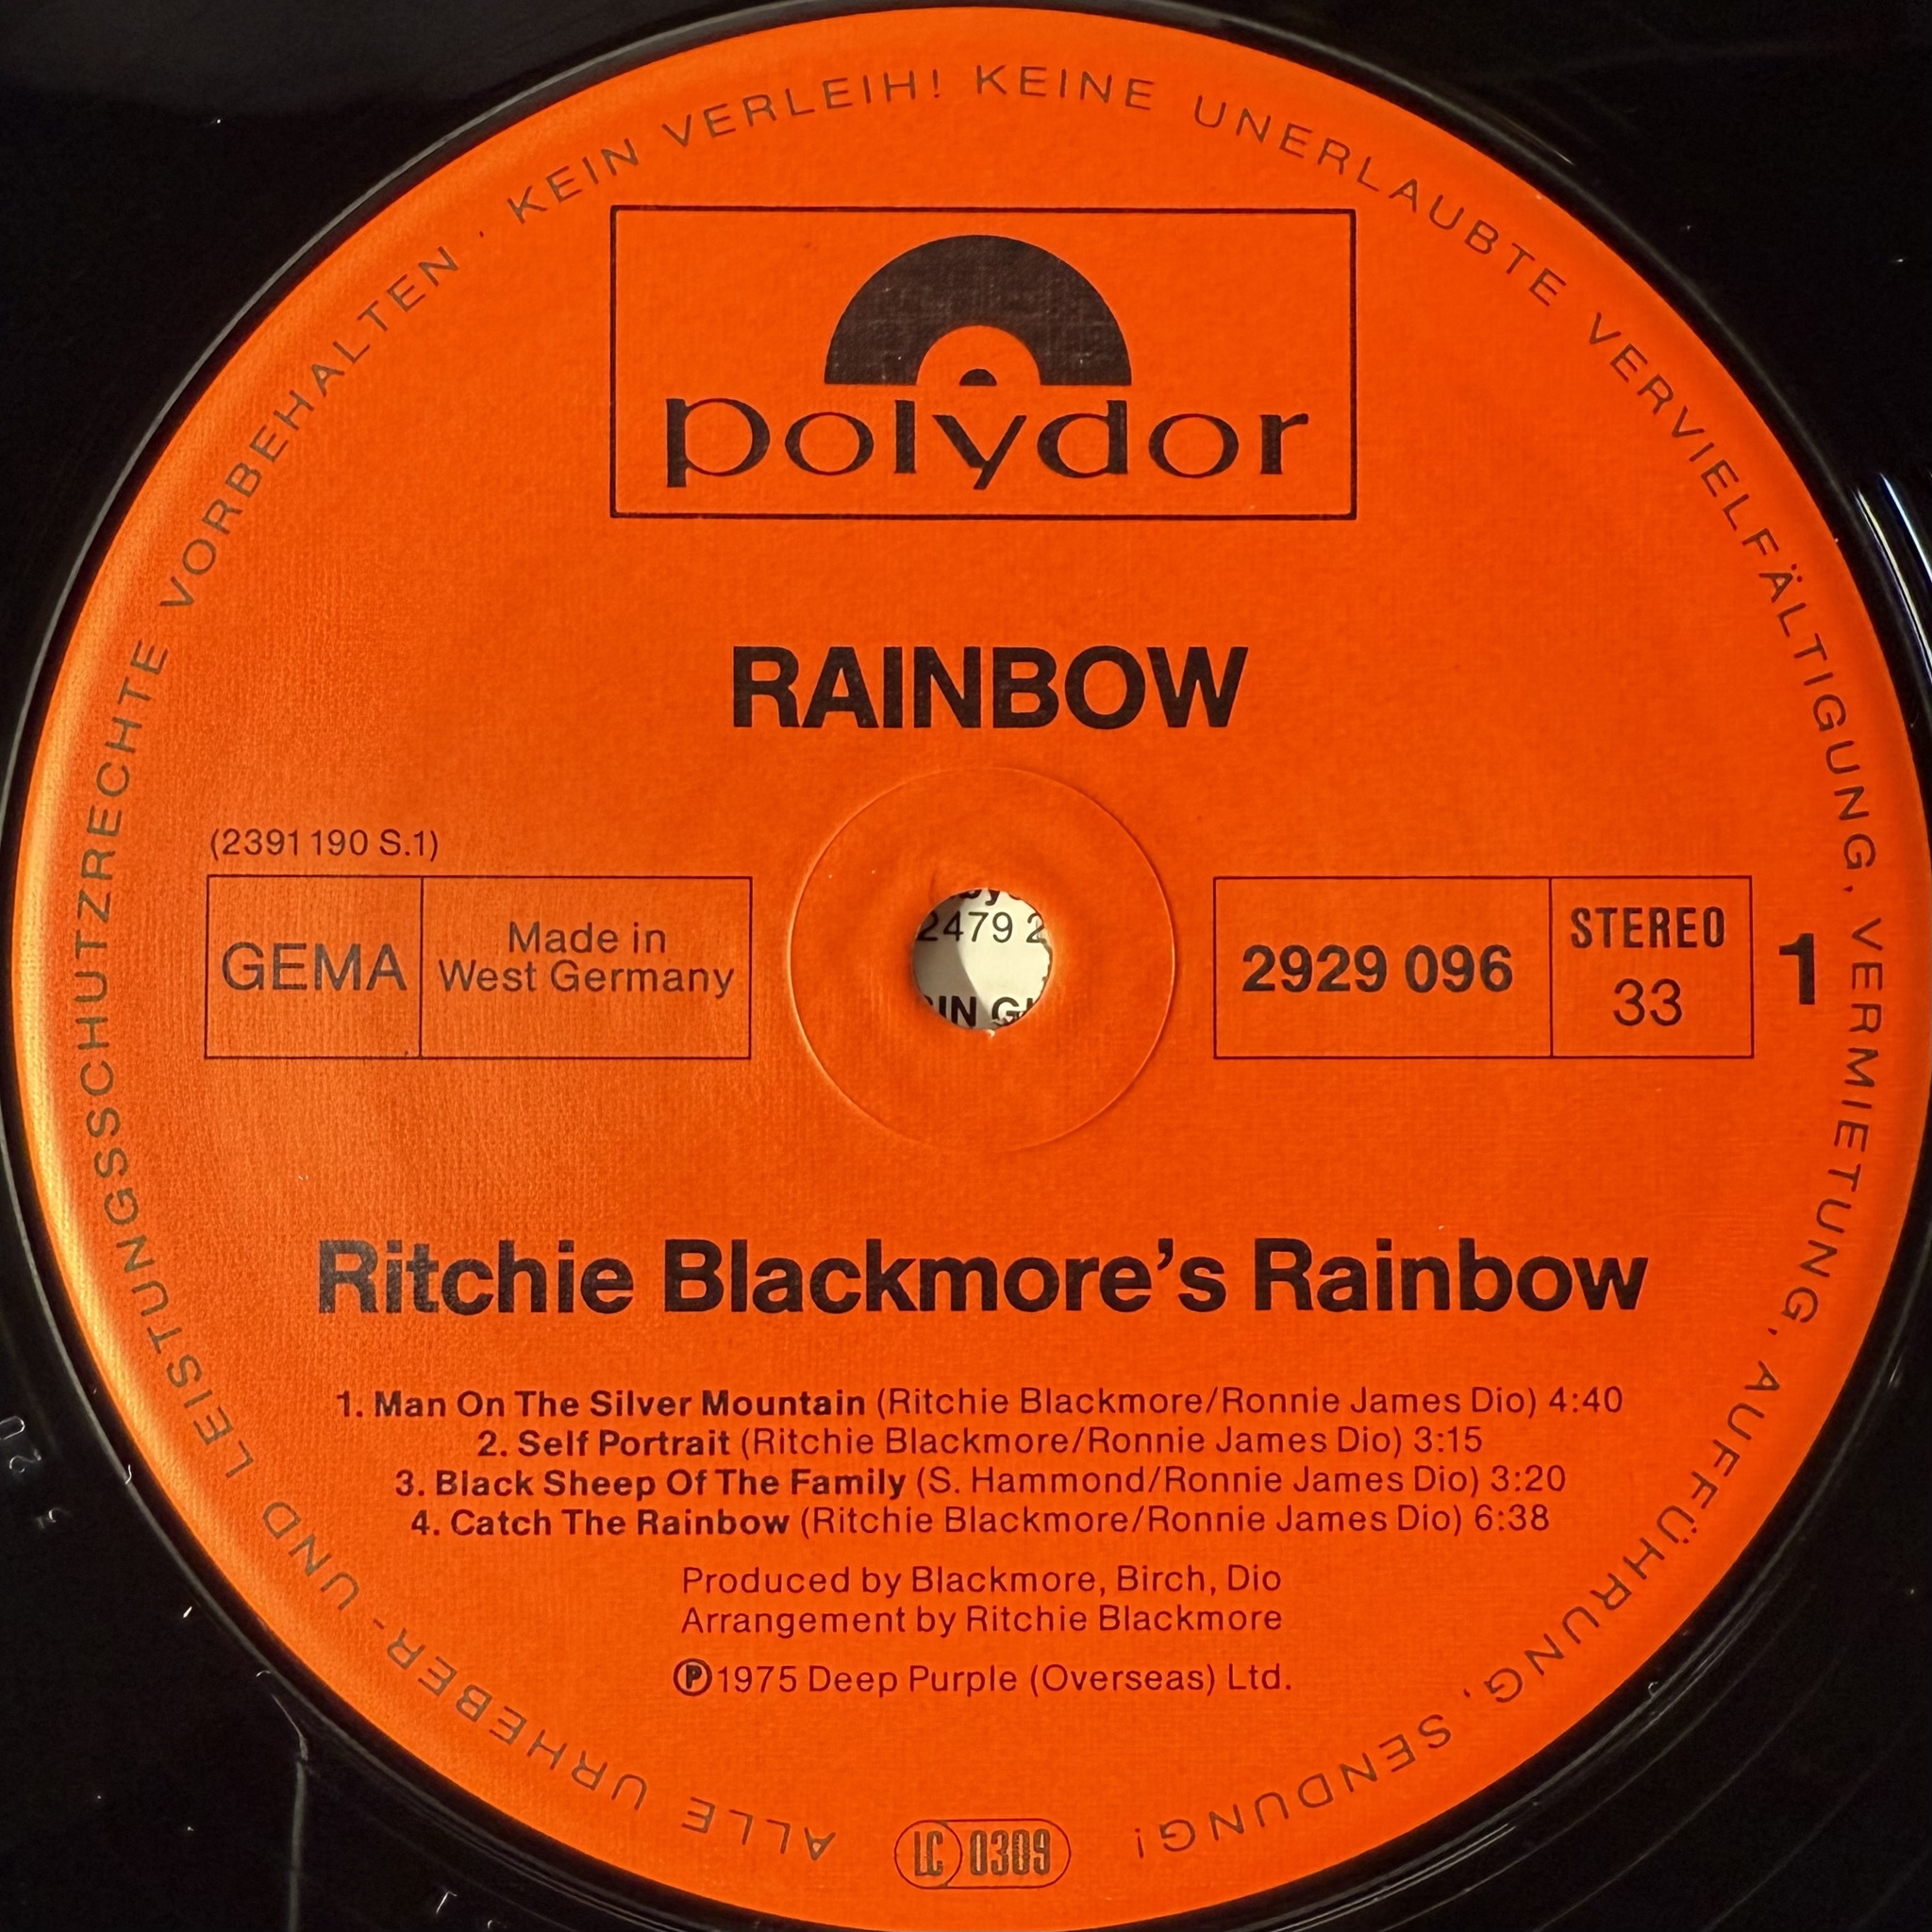 ALLE URHEBER- UND LEISTUNGSSCHUTZRECHTE VORBEHALTEN · KEIN VERLEIH! KEINE UNERLAUBTE VERVIELFÄLTIGUNG, VERMIETUNG, AUFFÜHRUNG, SENDUNG!
polydor
RAINBOW
(2391 190 S.1)
GEMA
Made in
West Germany
2479
2929 096
STEREO
33
1
Ritchie Blackmore’s Rainbow
1. Man On The Silver Mountain (Ritchie Blackmore/Ronnie James Dio) 4:40
2. Self Portrait (Ritchie Blackmore/Ronnie James Dio) 3:15
3. Black Sheep Of The Family (S. Hammond/Ronnie James Dio) 3:20
4. Catch The Rainbow (Ritchie Blackmore/Ronnie James Dio) 6:38
Produced by Blackmore, Birch, Dio
Arrangement by Ritchie Blackmore
℗1975 Deep Purple (Overseas) Ltd.
LC 0309